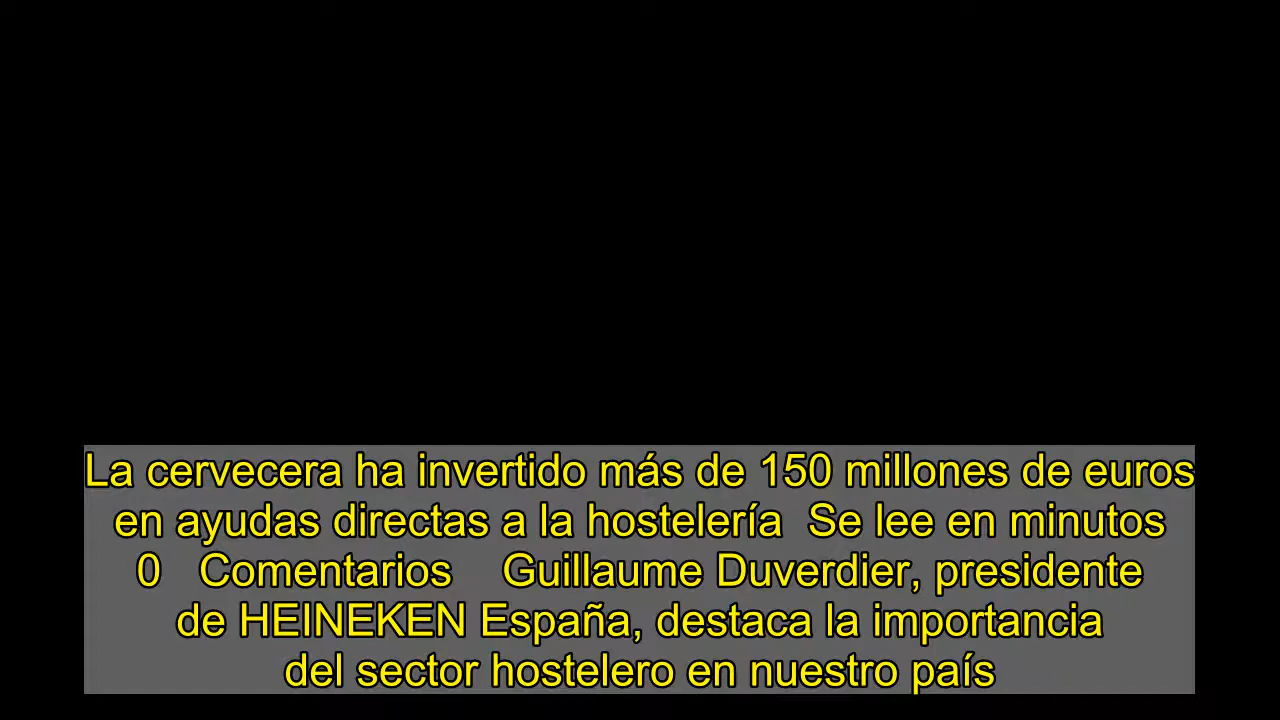 La cervecera ha invertido más de 150 millones de euros
en ayudas directas a la hostelería  Se lee en minutos
0   Comentarios    Guillaume Duverdier, presidente
de HEINEKEN España, destaca la importancia
del sector hostelero en nuestro país